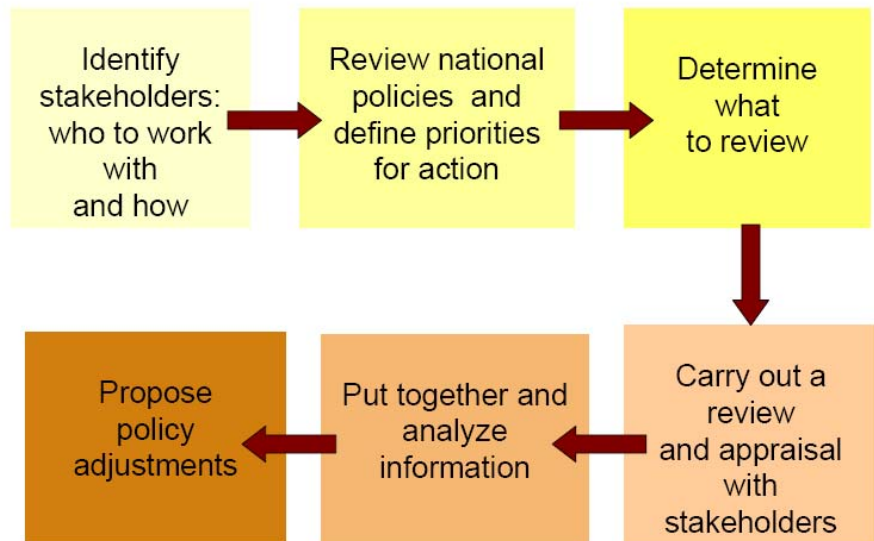 Identify
stakeholders:
who to work
with
and how
Review national
policies and
define priorities
for action
Determine
what
to review
Carry out a
review
and appraisal
with
stakeholders
Put together and
analyze
information
Propose
policy
adjustments